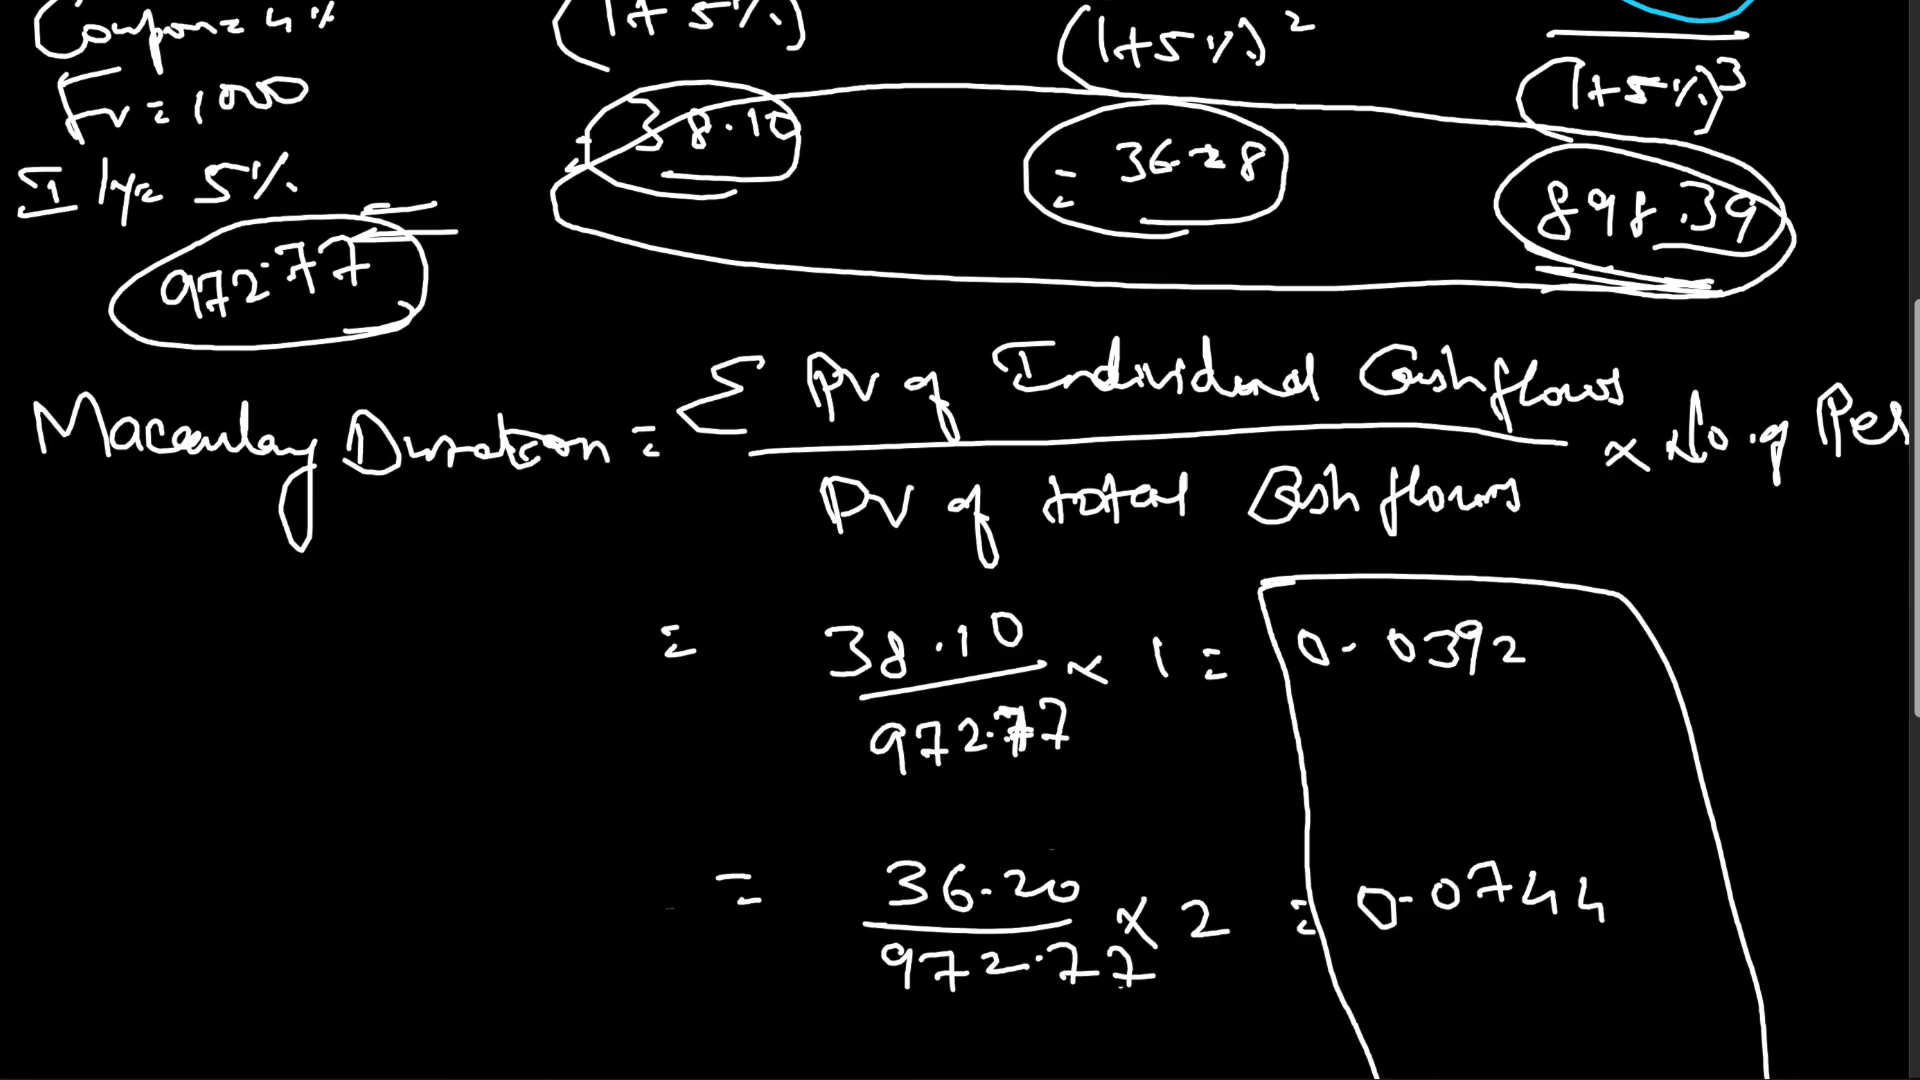 Coupon = 4%
(1+5%)
(1+5%)²
(1+5%)³
FV = 1000
= 38.10
= 36.28
898.39
I/Y = 5%
972.77
Macaulay Duration = Σ PV of Individual Cashflows
PV of total Cash flows
× No. of Per
= 38.10 × 1 = 0.0392
972.77
= 36.20 × 2 = 0.0744
972.77